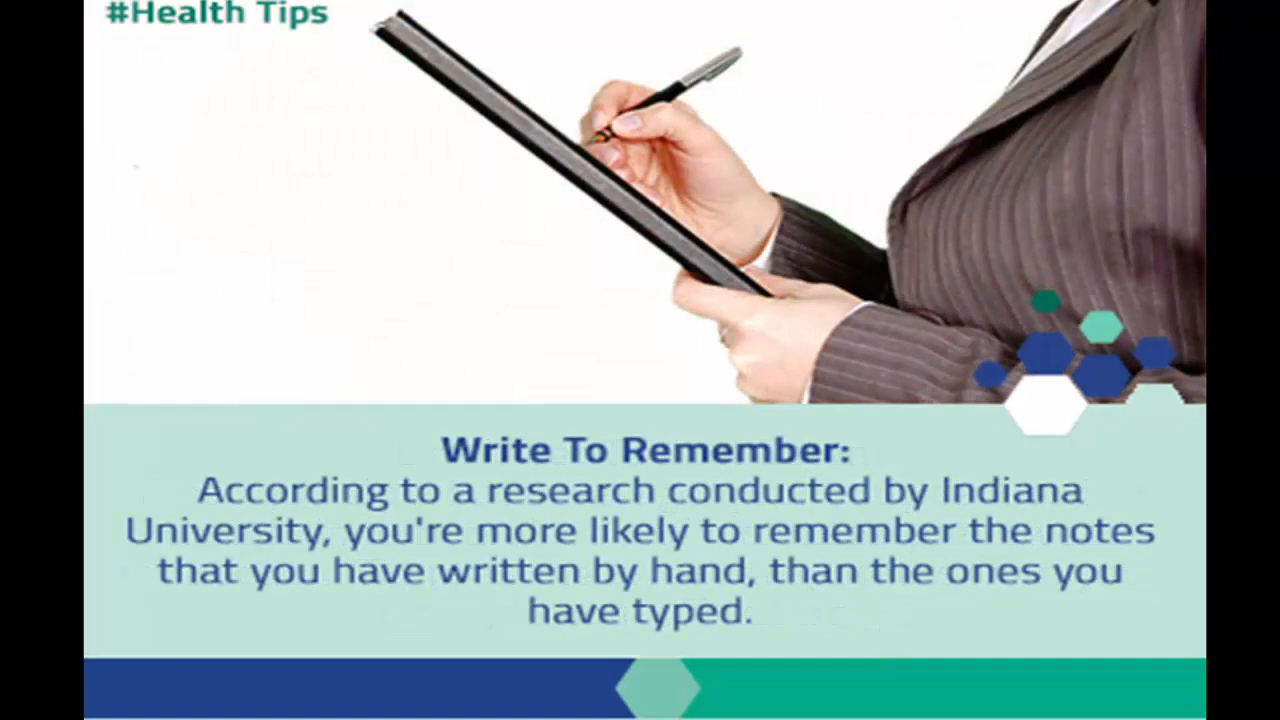 #Health Tips
Write To Remember:
According to a research conducted by Indiana
University, you're more likely to remember the notes
that you have written by hand, than the ones you
have typed.